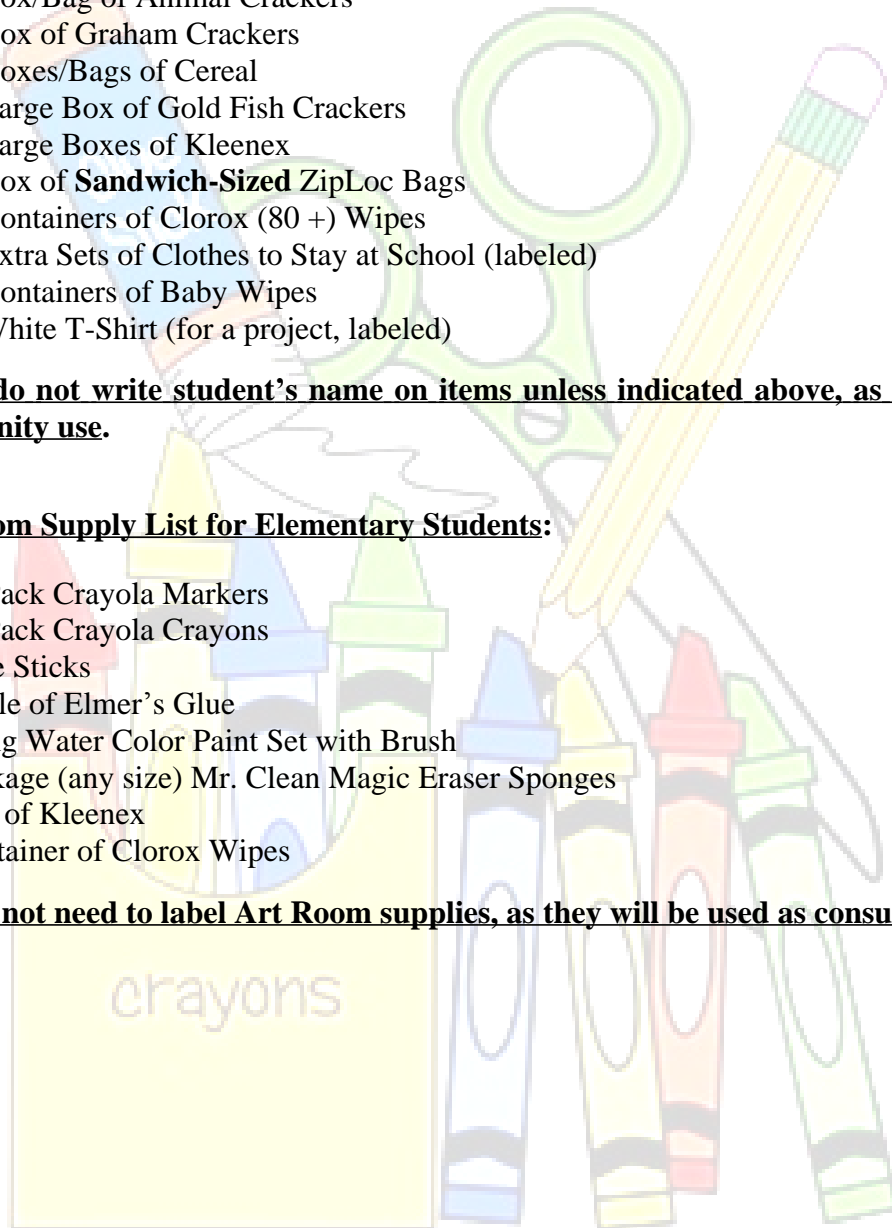 ox/Bag of Animal Crackers
ox of Graham Crackers
oxes/Bags of Cereal
arge Box of Gold Fish Crackers
arge Boxes of Kleenex
ox of Sandwich-Sized ZipLoc Bags
ontainers of Clorox (80 +) Wipes
xtra Sets of Clothes to Stay at School (labeled)
ontainers of Baby Wipes
White T-Shirt (for a project, labeled)
do not write student's name on items unless indicated above, as
nity use.
om Supply List for Elementary Students:
ack Crayola Markers
ack Crayola Crayons
e Sticks
le of Elmer's Glue
g Water Color Paint Set with Brush
kage (any size) Mr. Clean Magic Eraser Sponges
of Kleenex
tainer of Clorox Wipes
not need to label Art Room supplies, as they will be used as consu
crayons